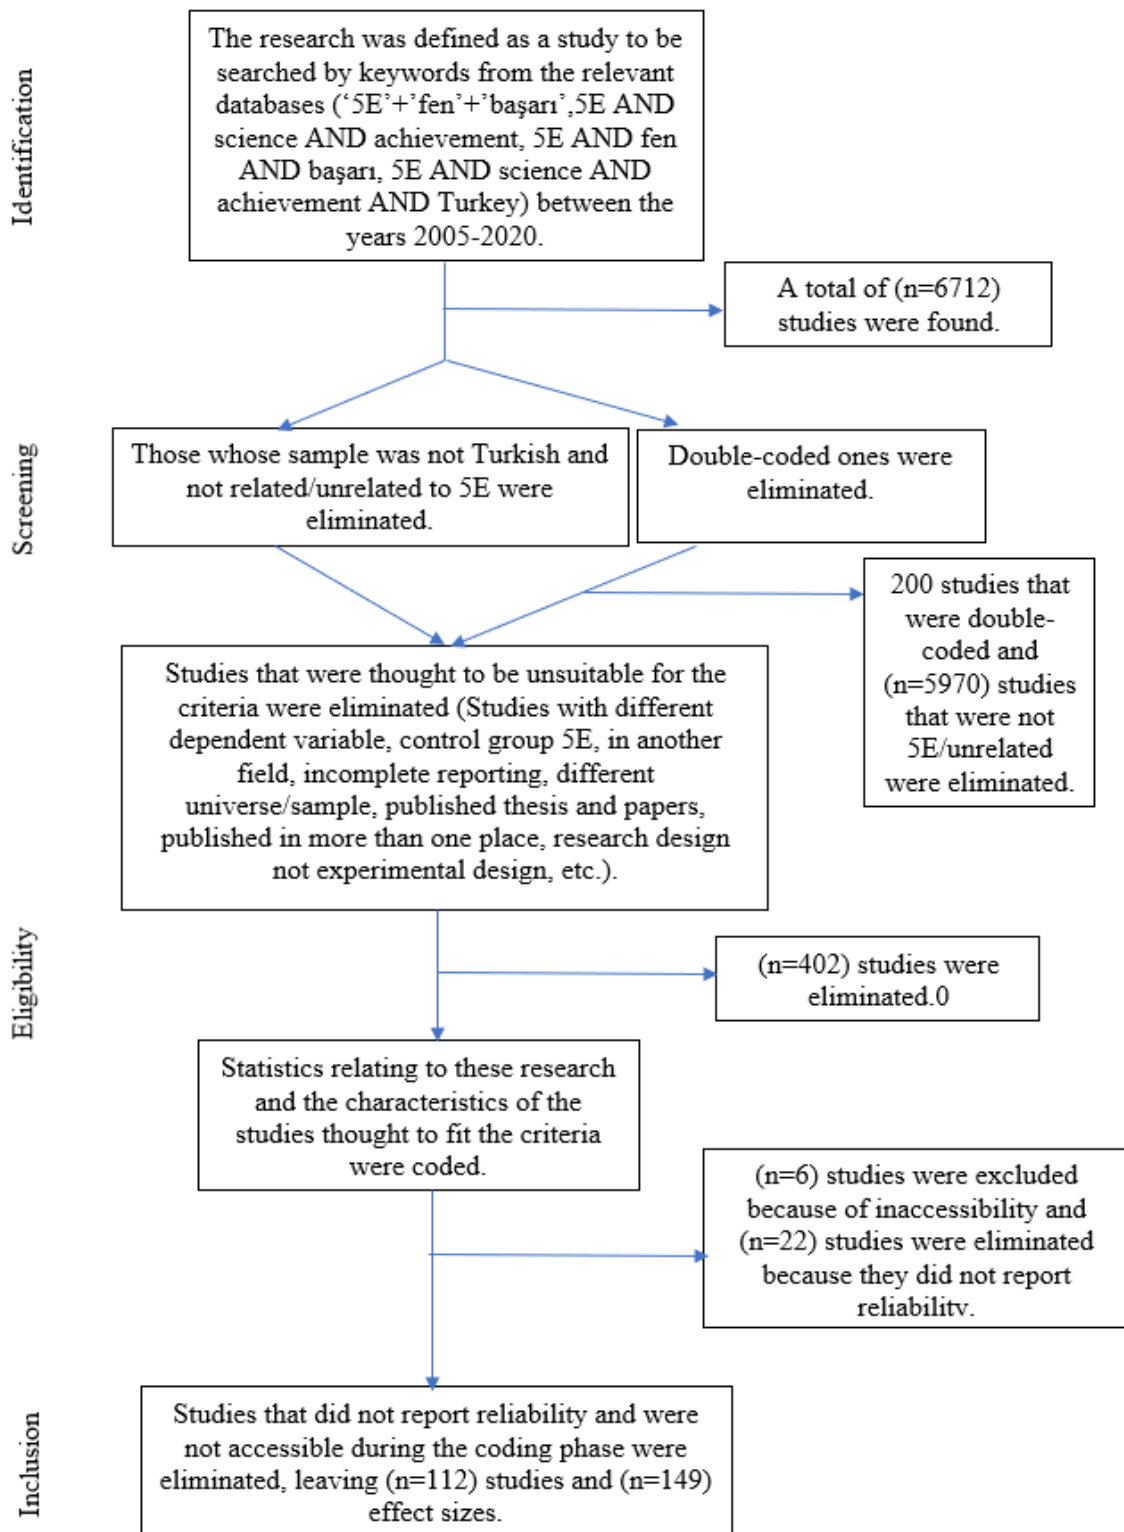 Identification
The research was defined as a study to be
searched by keywords from the relevant
databases (‘5E’+’fen’+’başarı’,5E AND
science AND achievement, 5E AND fen
AND başarı, 5E AND science AND
achievement AND Turkey) between the
years 2005-2020.
A total of (n=6712)
studies were found.
Screening
Those whose sample was not Turkish and
not related/unrelated to 5E were
eliminated.
Double-coded ones were
eliminated.
200 studies that
were double-
coded and
(n=5970) studies
that were not
5E/unrelated
were eliminated.
Studies that were thought to be unsuitable for the
criteria were eliminated (Studies with different
dependent variable, control group 5E, in another
field, incomplete reporting, different
universe/sample, published thesis and papers,
published in more than one place, research design
not experimental design, etc.).
Eligibility
(n=402) studies were
eliminated.0
Statistics relating to these research
and the characteristics of the
studies thought to fit the criteria
were coded.
(n=6) studies were excluded
because of inaccessibility and
(n=22) studies were eliminated
because they did not report
reliability.
Inclusion
Studies that did not report reliability and were
not accessible during the coding phase were
eliminated, leaving (n=112) studies and (n=149)
effect sizes.